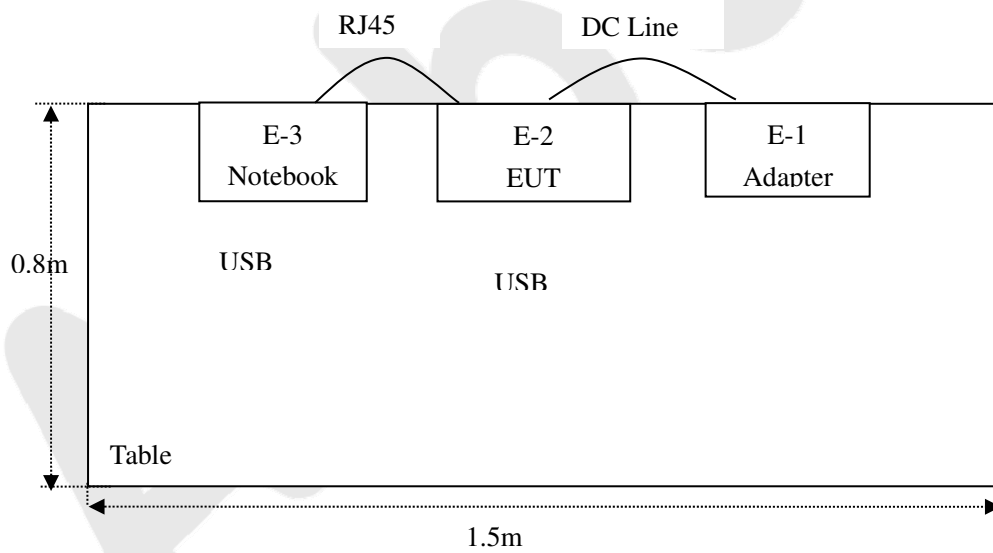 RJ45
DC Line
E-3
Notebook
E-2
EUT
E-1
Adapter
0.8m
USB
USB
Table
1.5m